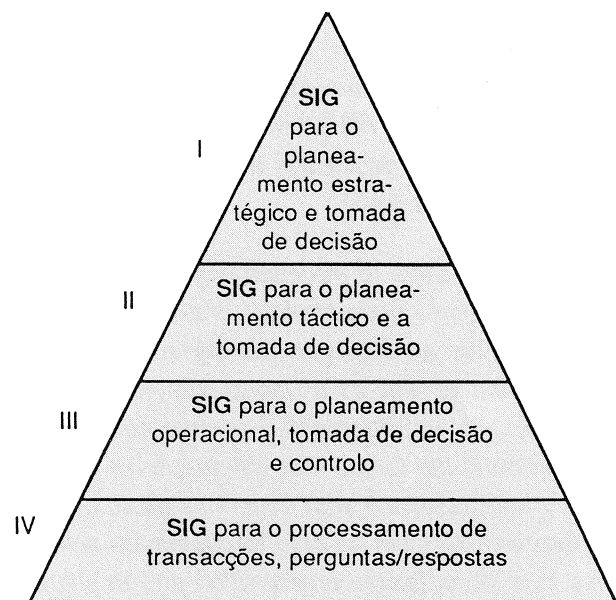 I
SIG
para o
planea-
mento estra-
tégico e tomada
de decisão
II
SIG para o planea-
mento táctico e a
tomada de decisão
III
SIG para o planeamento
operacional, tomada de decisão
e controlo
IV
SIG para o processamento de
transacções, perguntas/respostas